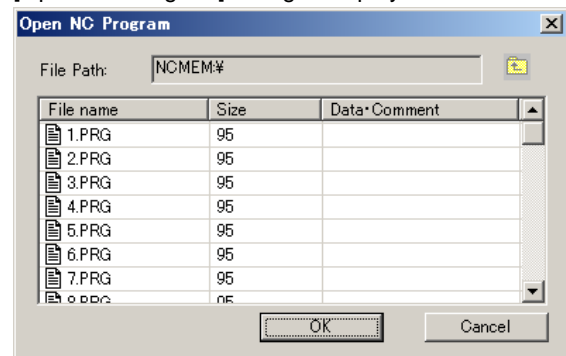 Open NC Program
File Path: NCMEM:¥
File name Size Data･Comment
1.PRG 95
2.PRG 95
3.PRG 95
4.PRG 95
5.PRG 95
6.PRG 95
7.PRG 95
OK Cancel